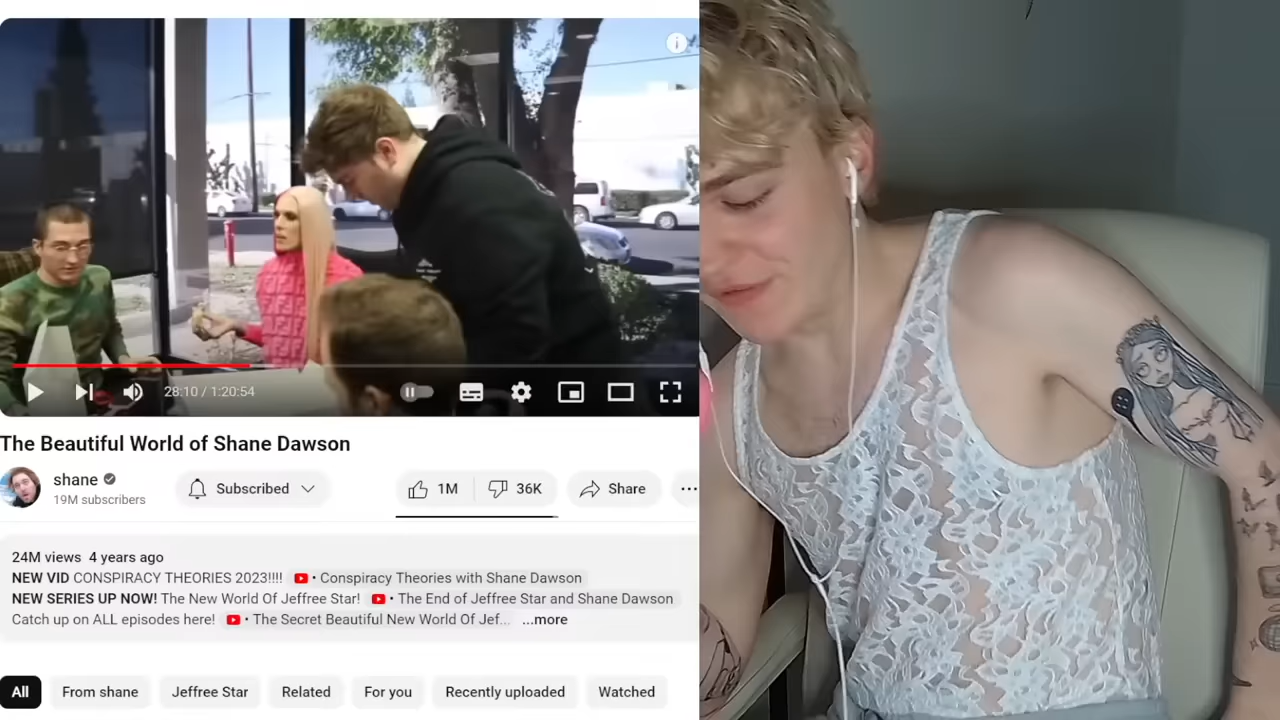 28:10 / 1:20:54
The Beautiful World of Shane Dawson
shane
19M subscribers
Subscribed
1M
36K
Share
24M views 4 years ago
NEW VID CONSPIRACY THEORIES 2023!!!! • Conspiracy Theories with Shane Dawson
NEW SERIES UP NOW! The New World Of Jeffree Star! • The End of Jeffree Star and Shane Dawson
Catch up on ALL episodes here! • The Secret Beautiful New World Of Jef... ...more
All
From shane
Jeffree Star
Related
For you
Recently uploaded
Watched